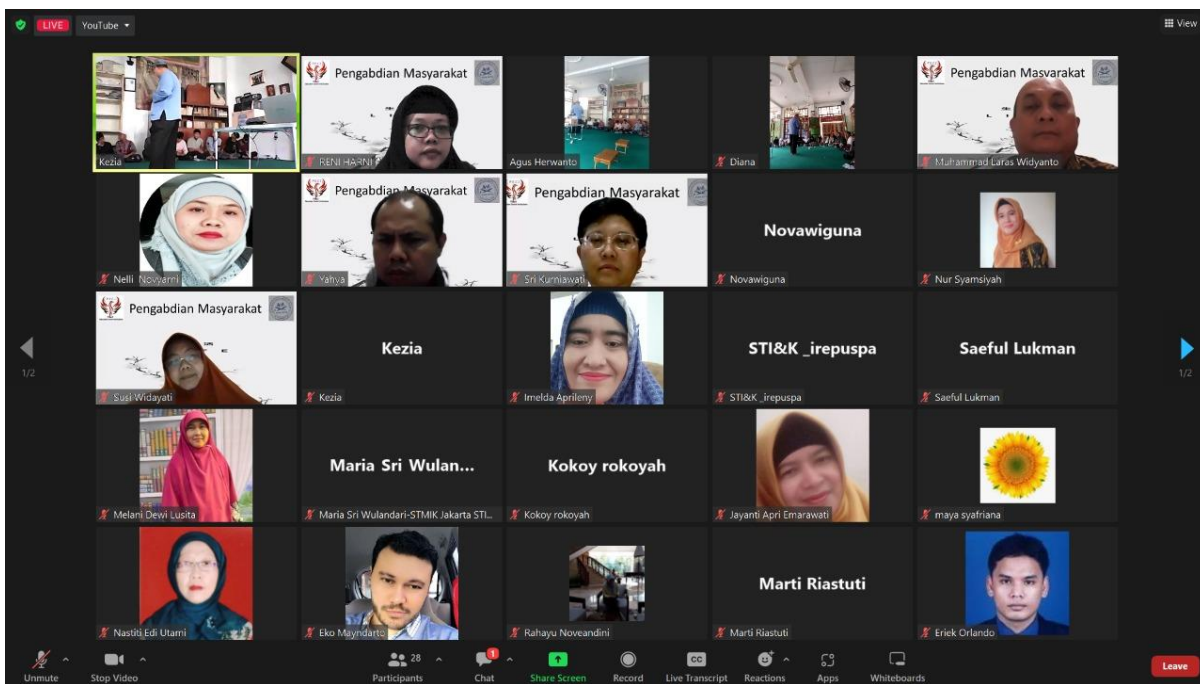 LIVE
YouTube
View
Kezia
Pengabdian Masyarakat
RENI HARNI
Agus Herwanto
Diana
Pengabdian Masyarakat
Muhammad Laras Widyanto
Nelli Novyarni
Pengabdian Masyarakat
Yahya
Pengabdian Masyarakat
Sri Kurniawati
Novawiguna
Novawiguna
Nur Syamsiyah
Pengabdian Masyarakat
Susi Widayati
Kezia
Kezia
Imelda Aprileny
STI&K _irepuspa
STI&K _irepuspa
Saeful Lukman
Saeful Lukman
1/2
1/2
Melani Dewi Lusita
Maria Sri Wulan...
Maria Sri Wulandari-STMIK Jakarta STI...
Kokoy rokoyah
Kokoy rokoyah
Jayanti Apri Emarawati
maya syafriana
Nastiti Edi Utami
Eko Mayndarto
Rahayu Noveandini
Marti Riastuti
Marti Riastuti
Eriek Orlando
Unmute
Stop Video
28
Participants
1
Chat
Share Screen
Record
CC
Live Transcript
Reactions
Apps
Whiteboards
Leave